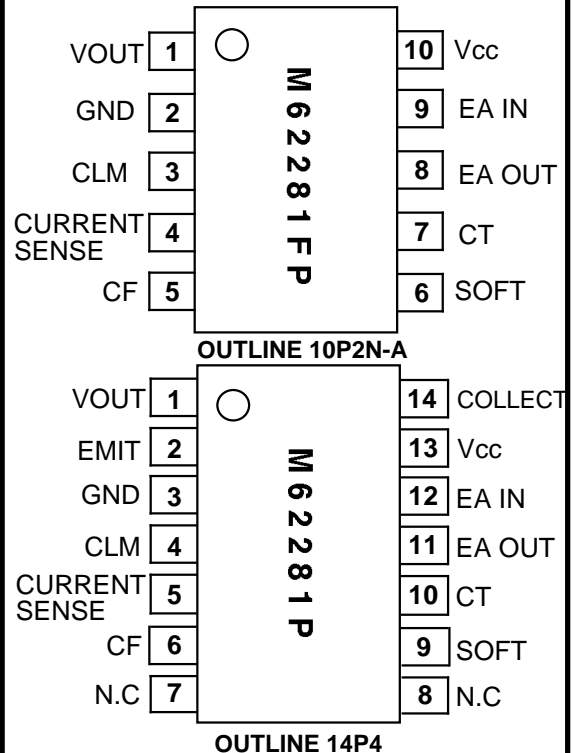 VOUT 1 10 Vcc
GND 2 9 EA IN
CLM 3 8 EA OUT
CURRENT
SENSE 4 7 CT
CF 5 6 SOFT
M62281FP
OUTLINE 10P2N-A
VOUT 1 14 COLLECT
EMIT 2 13 Vcc
GND 3 12 EA IN
CLM 4 11 EA OUT
CURRENT
SENSE 5 10 CT
CF 6 9 SOFT
N.C 7 8 N.C
M62281P
OUTLINE 14P4